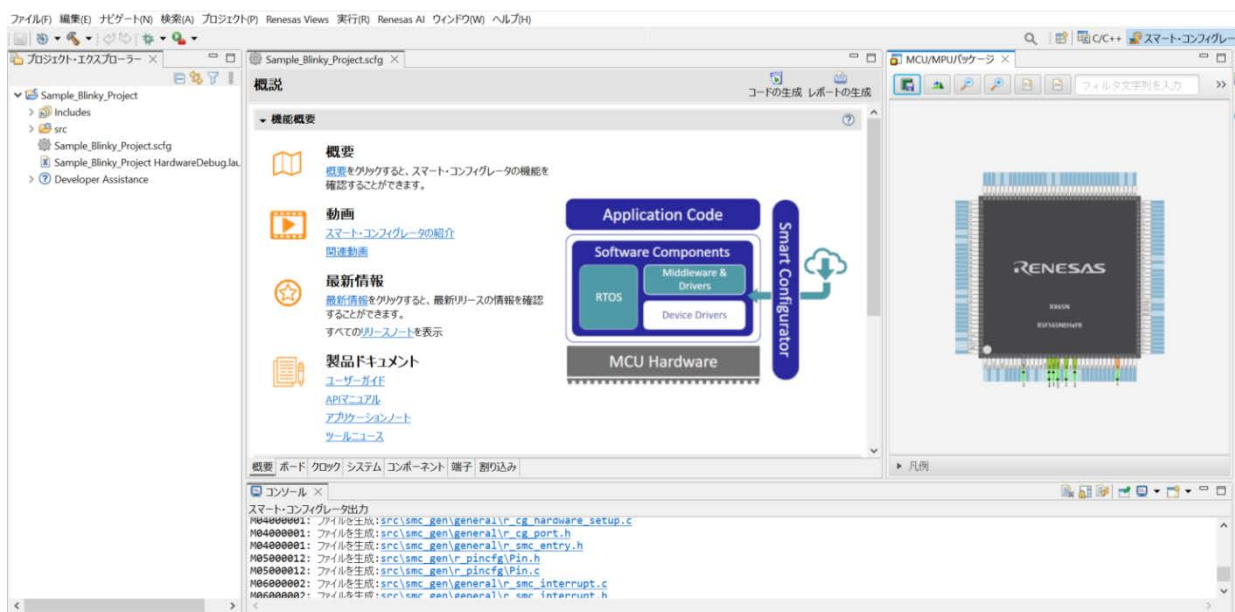 ファイル(F) 編集(E) ナビゲート(N) 検索(A) プロジェクト(P) Renesas Views 実行(R) Renesas AI ウィンドウ(W) ヘルプ(H)
C/C++ スマート・コンフィグレー
プロジェクト・エクスプローラー
Sample_Blinky_Project
Includes
src
Sample_Blinky_Project.scfg
Sample_Blinky_Project HardwareDebug.lau
Developer Assistance
Sample_Blinky_Project.scfg
概説
コードの生成 レポートの生成
機能概要
概要
概要をクリックすると、スマート・コンフィグレータの機能を
確認することができます。
動画
スマート・コンフィグレータの紹介
関連動画
最新情報
最新情報をクリックすると、最新リリースの情報を確認
することができます。
すべてのリリースノートを表示
製品ドキュメント
ユーザーガイド
APIマニュアル
アプリケーションノート
ツールニュース
Application Code
Software Components
RTOS
Middleware &
Drivers
Device Drivers
MCU Hardware
Smart Configurator
概要 ボード クロック システム コンポーネント 端子 割り込み
MCU/MPUパッケージ
フィルタ文字列を入力
RENESAS
RX65N
凡例
コンソール
スマート・コンフィグレータ出力
M04000001: ファイルを生成:src\smc_gen\general\r_cg_hardware_setup.c
M04000001: ファイルを生成:src\smc_gen\general\r_cg_port.h
M04000001: ファイルを生成:src\smc_gen\general\r_smc_entry.h
M05000012: ファイルを生成:src\smc_gen\r_pincfg\Pin.h
M05000012: ファイルを生成:src\smc_gen\r_pincfg\Pin.c
M06000002: ファイルを生成:src\smc_gen\general\r_smc_interrupt.c
M06000002: ファイルを生成:src\smc_gen\general\r_smc_interrupt.h